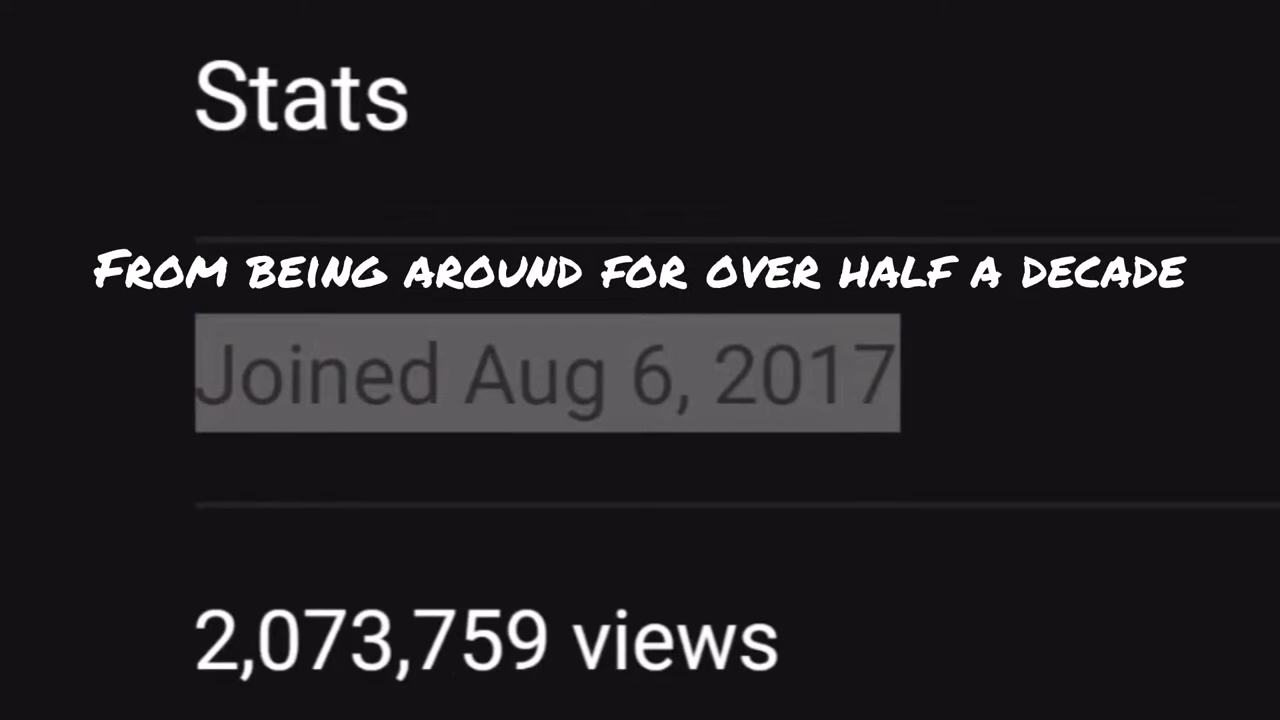 Stats
From being around for over half a decade
Joined Aug 6, 2017
2,073,759 views